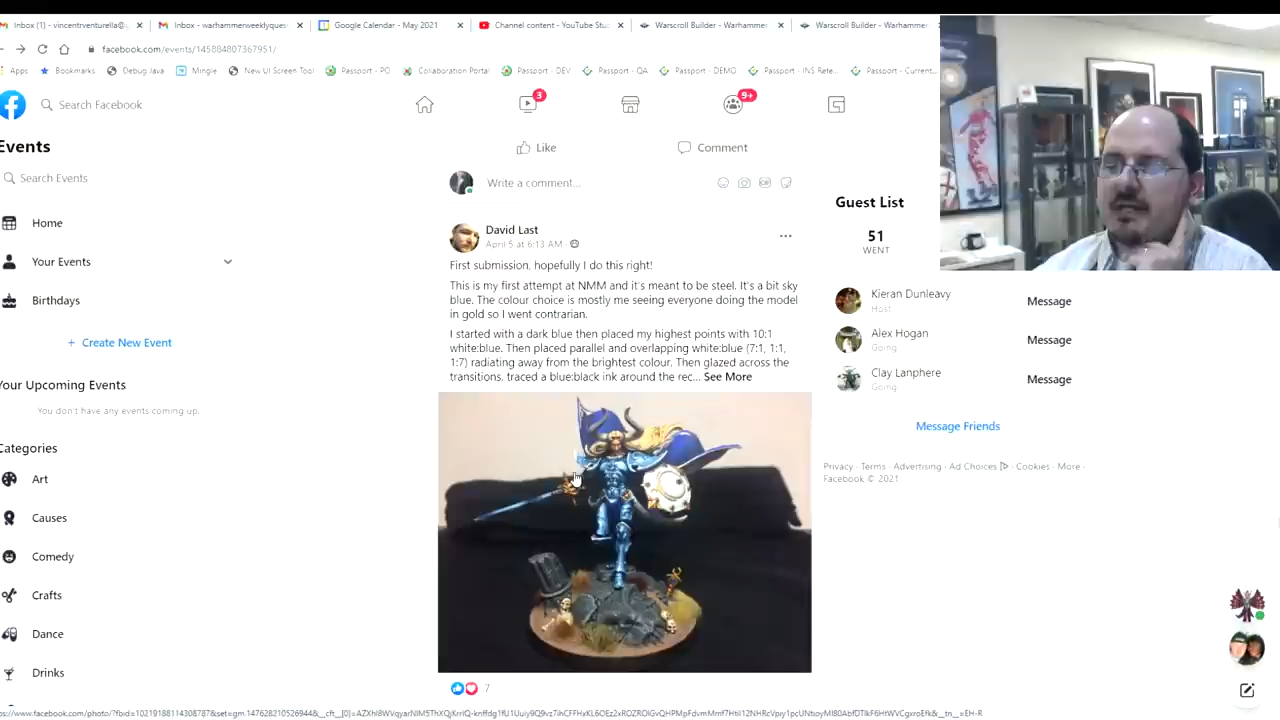 Inbox (1) - vincentrventurella@g
Inbox - warhammerweeklyques
Google Calendar - May 2021
Channel content - YouTube Stu
Warscroll Builder - Warhammer
Warscroll Builder - Warhammer
facebook.com/events/145884807367951/
Apps
Bookmarks
Debug Java
Mingle
New UI Screen Tool
Passport - PO
Collaboration Portal
Passport - DEV
Passport - QA
Passport - DEMO
Passport - INS Rete...
Passport - Current...
Search Facebook
3
9+
Events
Search Events
Home
Your Events
Birthdays
+ Create New Event
Your Upcoming Events
You don't have any events coming up.
Categories
Art
Causes
Comedy
Crafts
Dance
Drinks
Like
Comment
Write a comment...
David Last
April 5 at 6:13 AM
First submission, hopefully I do this right!
This is my first attempt at NMM and it's meant to be steel. It's a bit sky
blue. The colour choice is mostly me seeing everyone doing the model
in gold so I went contrarian.
I started with a dark blue then placed my highest points with 10:1
white:blue. Then placed parallel and overlapping white:blue (7:1, 1:1,
1:7) radiating away from the brightest colour. Then glazed across the
transitions, traced a blue:black ink around the rec... See More
7
Guest List
51
WENT
Kieran Dunleavy
Host
Message
Alex Hogan
Going
Message
Clay Lanphere
Going
Message
Message Friends
Privacy · Terms · Advertising · Ad Choices · Cookies · More ·
Facebook © 2021